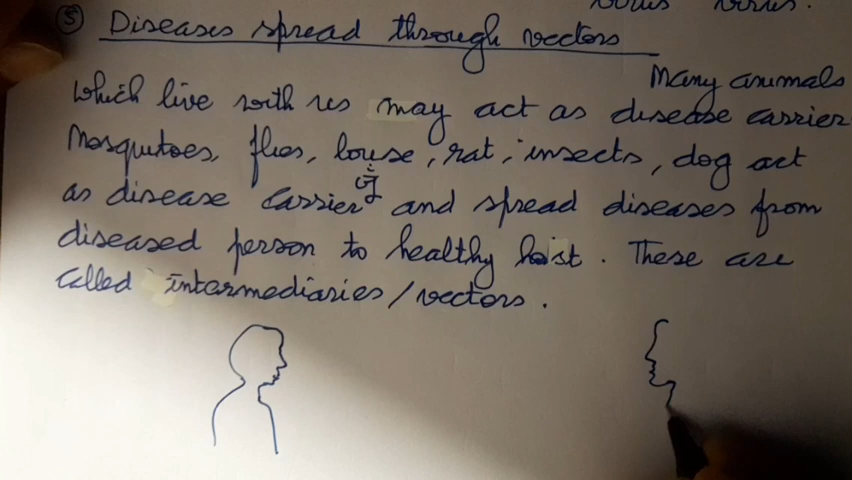 virus.
⑤ Diseases spread through vectors
Many animals
which live with us may act as disease carrier
Mosquitoes, flies, louse, rat, insects, dog act
as disease carrier and spread diseases from
diseased person to healthy host. These are
called intermediaries/vectors.